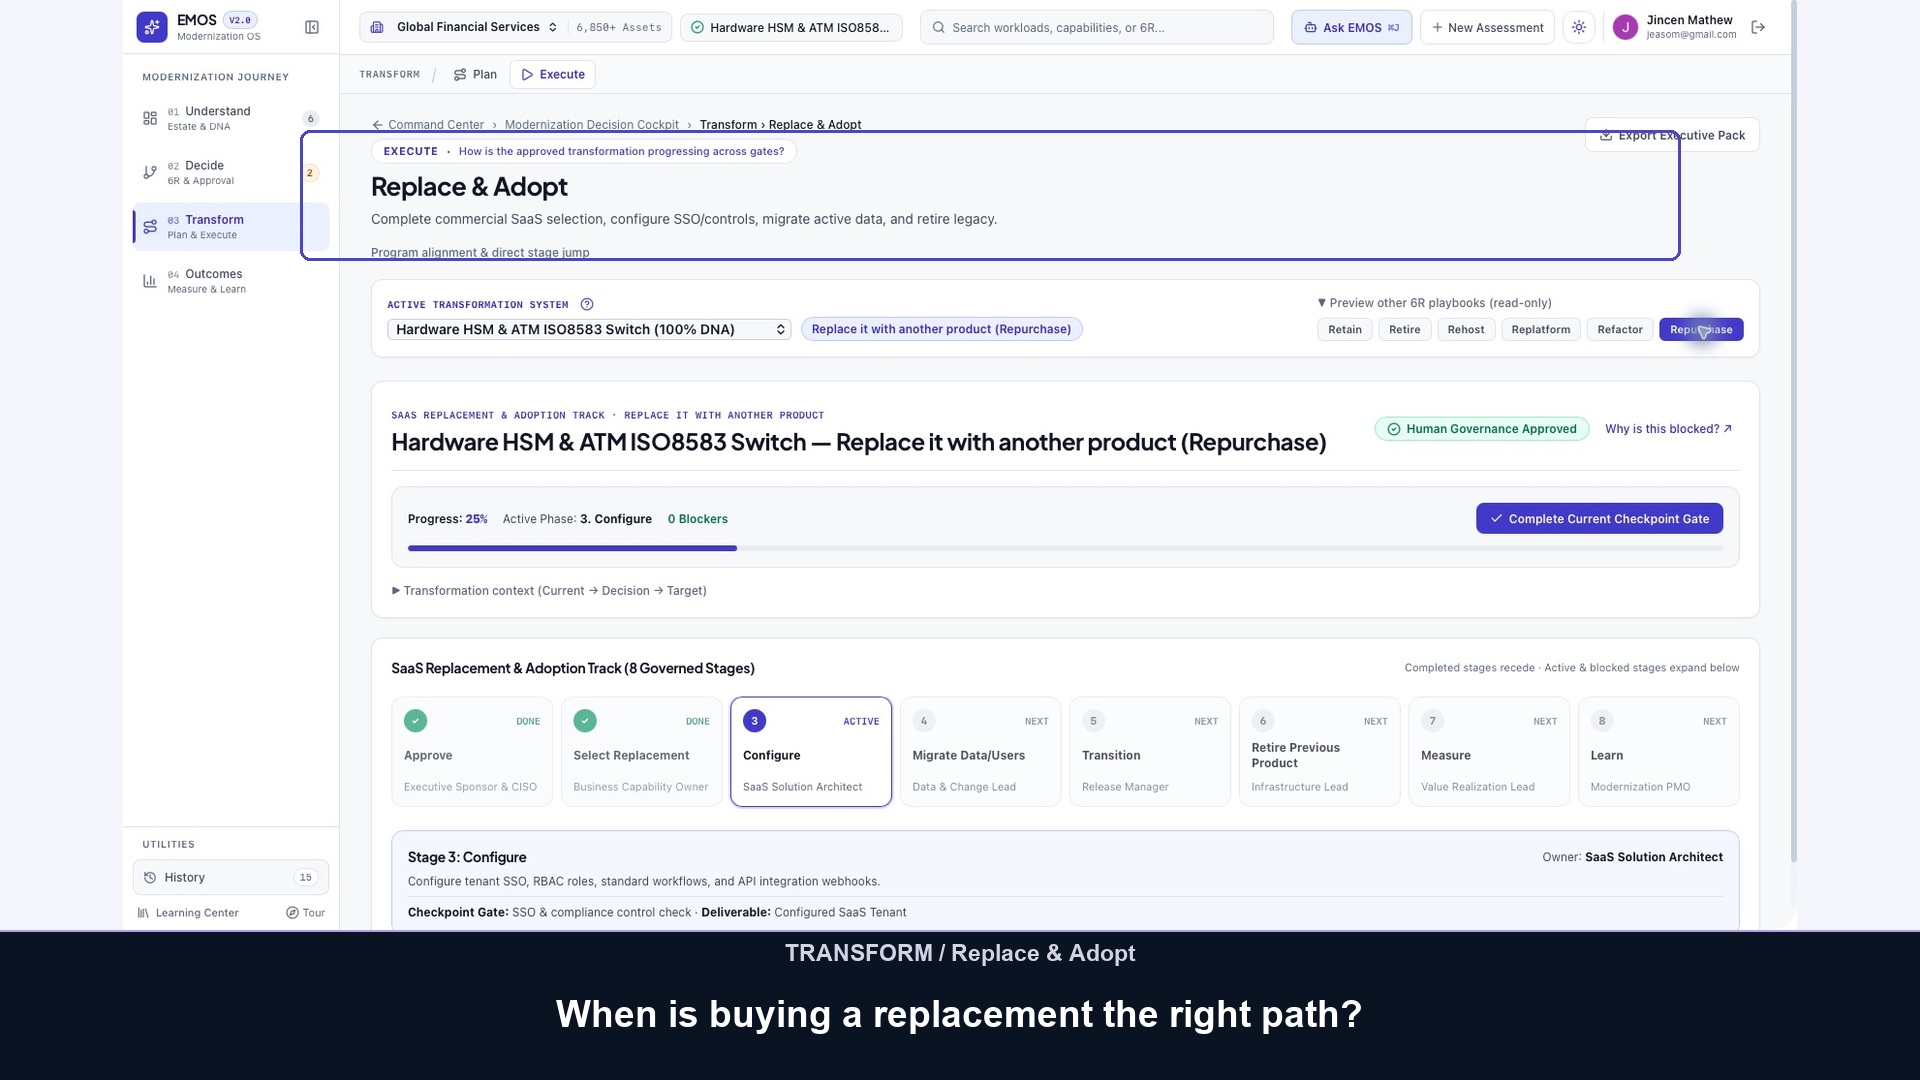 EMOS V2.0
Modernization OS
Global Financial Services
6,850+ Assets
Hardware HSM & ATM ISO858...
Search workloads, capabilities, or 6R...
Ask EMOS ⌘J
+ New Assessment
J
Jincen Mathew
jeasom@gmail.com
MODERNIZATION JOURNEY
01 Understand
Estate & DNA
6
02 Decide
6R & Approval
2
03 Transform
Plan & Execute
04 Outcomes
Measure & Learn
UTILITIES
History 15
Learning Center
Tour
TRANSFORM / Plan Execute
← Command Center › Modernization Decision Cockpit › Transform › Replace & Adopt
Export Executive Pack
EXECUTE · How is the approved transformation progressing across gates?
Replace & Adopt
Complete commercial SaaS selection, configure SSO/controls, migrate active data, and retire legacy.
Program alignment & direct stage jump
ACTIVE TRANSFORMATION SYSTEM ?
Hardware HSM & ATM ISO8583 Switch (100% DNA)
Replace it with another product (Repurchase)
▼ Preview other 6R playbooks (read-only)
Retain Retire Rehost Replatform Refactor Repurchase
SAAS REPLACEMENT & ADOPTION TRACK · REPLACE IT WITH ANOTHER PRODUCT
Hardware HSM & ATM ISO8583 Switch — Replace it with another product (Repurchase)
Human Governance Approved
Why is this blocked? ↗
Progress: 25% Active Phase: 3. Configure 0 Blockers
Complete Current Checkpoint Gate
▶ Transformation context (Current → Decision → Target)
SaaS Replacement & Adoption Track (8 Governed Stages)
Completed stages recede · Active & blocked stages expand below
DONE
Approve
Executive Sponsor & CISO
DONE
Select Replacement
Business Capability Owner
3 ACTIVE
Configure
SaaS Solution Architect
4 NEXT
Migrate Data/Users
Data & Change Lead
5 NEXT
Transition
Release Manager
6 NEXT
Retire Previous
Product
Infrastructure Lead
7 NEXT
Measure
Value Realization Lead
8 NEXT
Learn
Modernization PMO
Stage 3: Configure
Owner: SaaS Solution Architect
Configure tenant SSO, RBAC roles, standard workflows, and API integration webhooks.
Checkpoint Gate: SSO & compliance control check · Deliverable: Configured SaaS Tenant
TRANSFORM / Replace & Adopt
When is buying a replacement the right path?